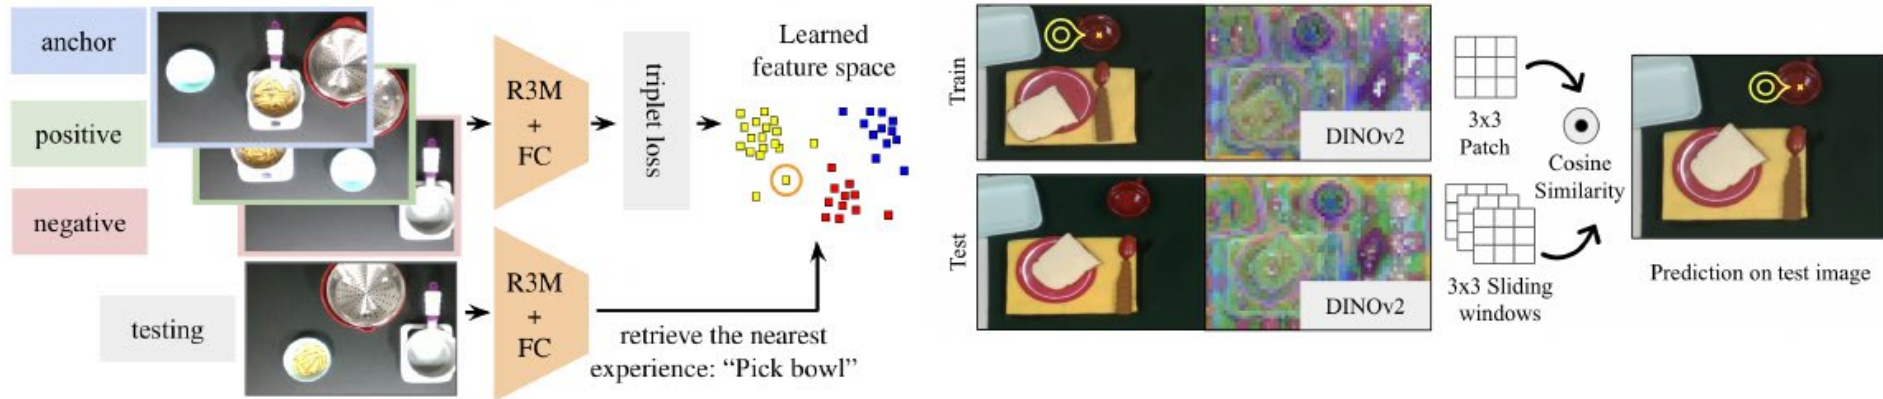 anchor
positive
negative
testing
R3M
+
FC
triplet loss
Learned
feature space
R3M
+
FC
retrieve the nearest
experience: “Pick bowl”
Train
DINOv2
Test
DINOv2
3x3
Patch
Cosine
Similarity
3x3 Sliding
windows
Prediction on test image